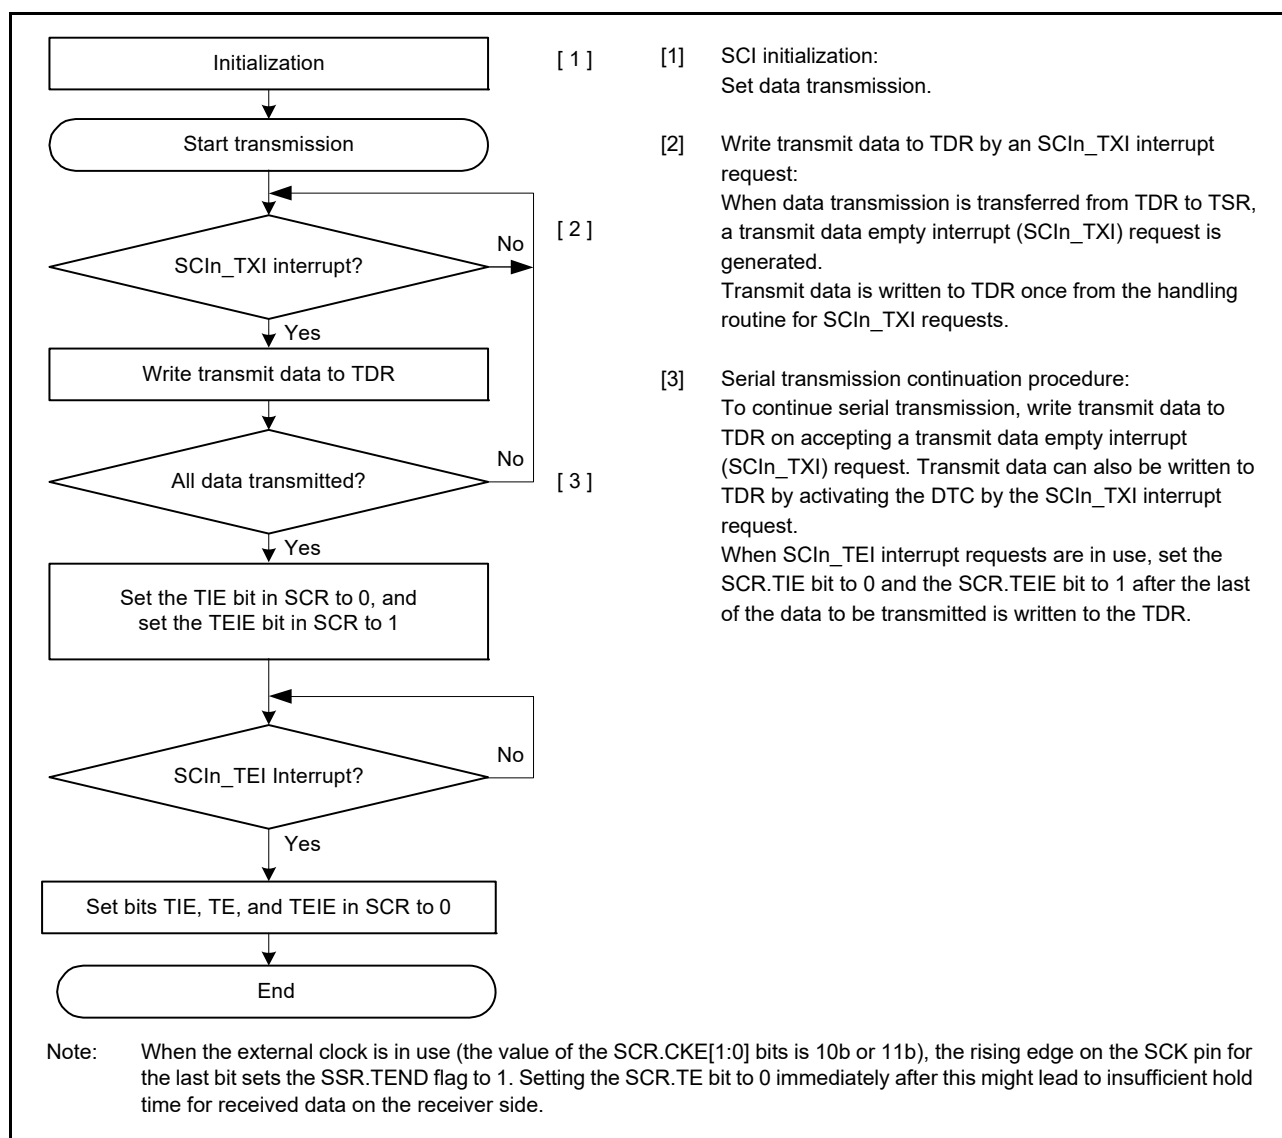 Initialization
[ 1 ]
Start transmission
SCIn_TXI interrupt?
No
[ 2 ]
Yes
Write transmit data to TDR
All data transmitted?
No
[ 3 ]
Yes
Set the TIE bit in SCR to 0, and
set the TEIE bit in SCR to 1
SCIn_TEI Interrupt?
No
Yes
Set bits TIE, TE, and TEIE in SCR to 0
End
[1] SCI initialization:
Set data transmission.
[2] Write transmit data to TDR by an SCIn_TXI interrupt
request:
When data transmission is transferred from TDR to TSR,
a transmit data empty interrupt (SCIn_TXI) request is
generated.
Transmit data is written to TDR once from the handling
routine for SCIn_TXI requests.
[3] Serial transmission continuation procedure:
To continue serial transmission, write transmit data to
TDR on accepting a transmit data empty interrupt
(SCIn_TXI) request. Transmit data can also be written to
TDR by activating the DTC by the SCIn_TXI interrupt
request.
When SCIn_TEI interrupt requests are in use, set the
SCR.TIE bit to 0 and the SCR.TEIE bit to 1 after the last
of the data to be transmitted is written to the TDR.
Note: When the external clock is in use (the value of the SCR.CKE[1:0] bits is 10b or 11b), the rising edge on the SCK pin for
the last bit sets the SSR.TEND flag to 1. Setting the SCR.TE bit to 0 immediately after this might lead to insufficient hold
time for received data on the receiver side.